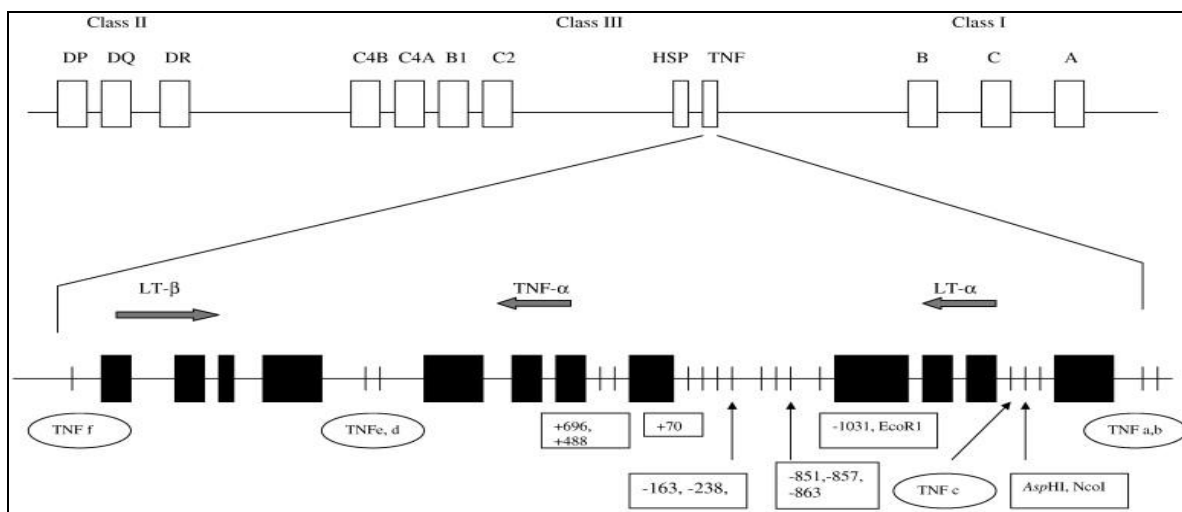 Class II Class III Class I
DP DQ DR C4B C4A B1 C2 HSP TNF B C A
LT-β TNF-α LT-α
TNF f
TNFe, d
+696,
+488
+70
-1031, EcoR1
TNF a,b
-163, -238,
-851,-857,
-863
TNF c
AspHI, NcoI